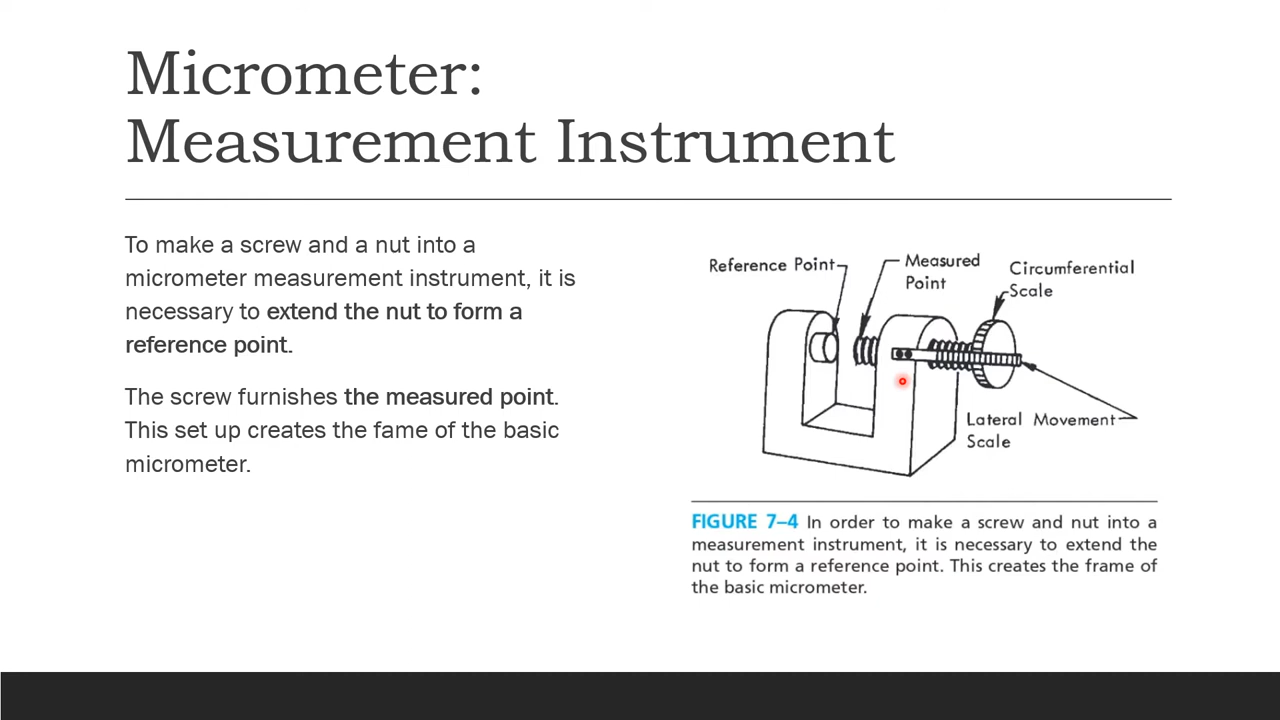 Micrometer:
Measurement Instrument
To make a screw and a nut into a
micrometer measurement instrument, it is
necessary to extend the nut to form a
reference point.
The screw furnishes the measured point.
This set up creates the fame of the basic
micrometer.
Reference Point
Measured
Point
Circumferential
Scale
Lateral Movement
Scale
FIGURE 7–4 In order to make a screw and nut into a
measurement instrument, it is necessary to extend the
nut to form a reference point. This creates the frame of
the basic micrometer.